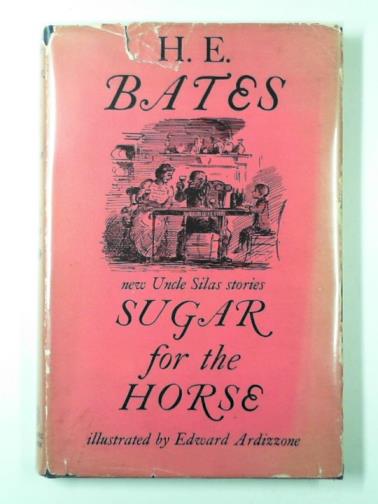 H. E.
BATES
new Uncle Silas stories
SUGAR
for the
HORSE
illustrated by Edward Ardizzone